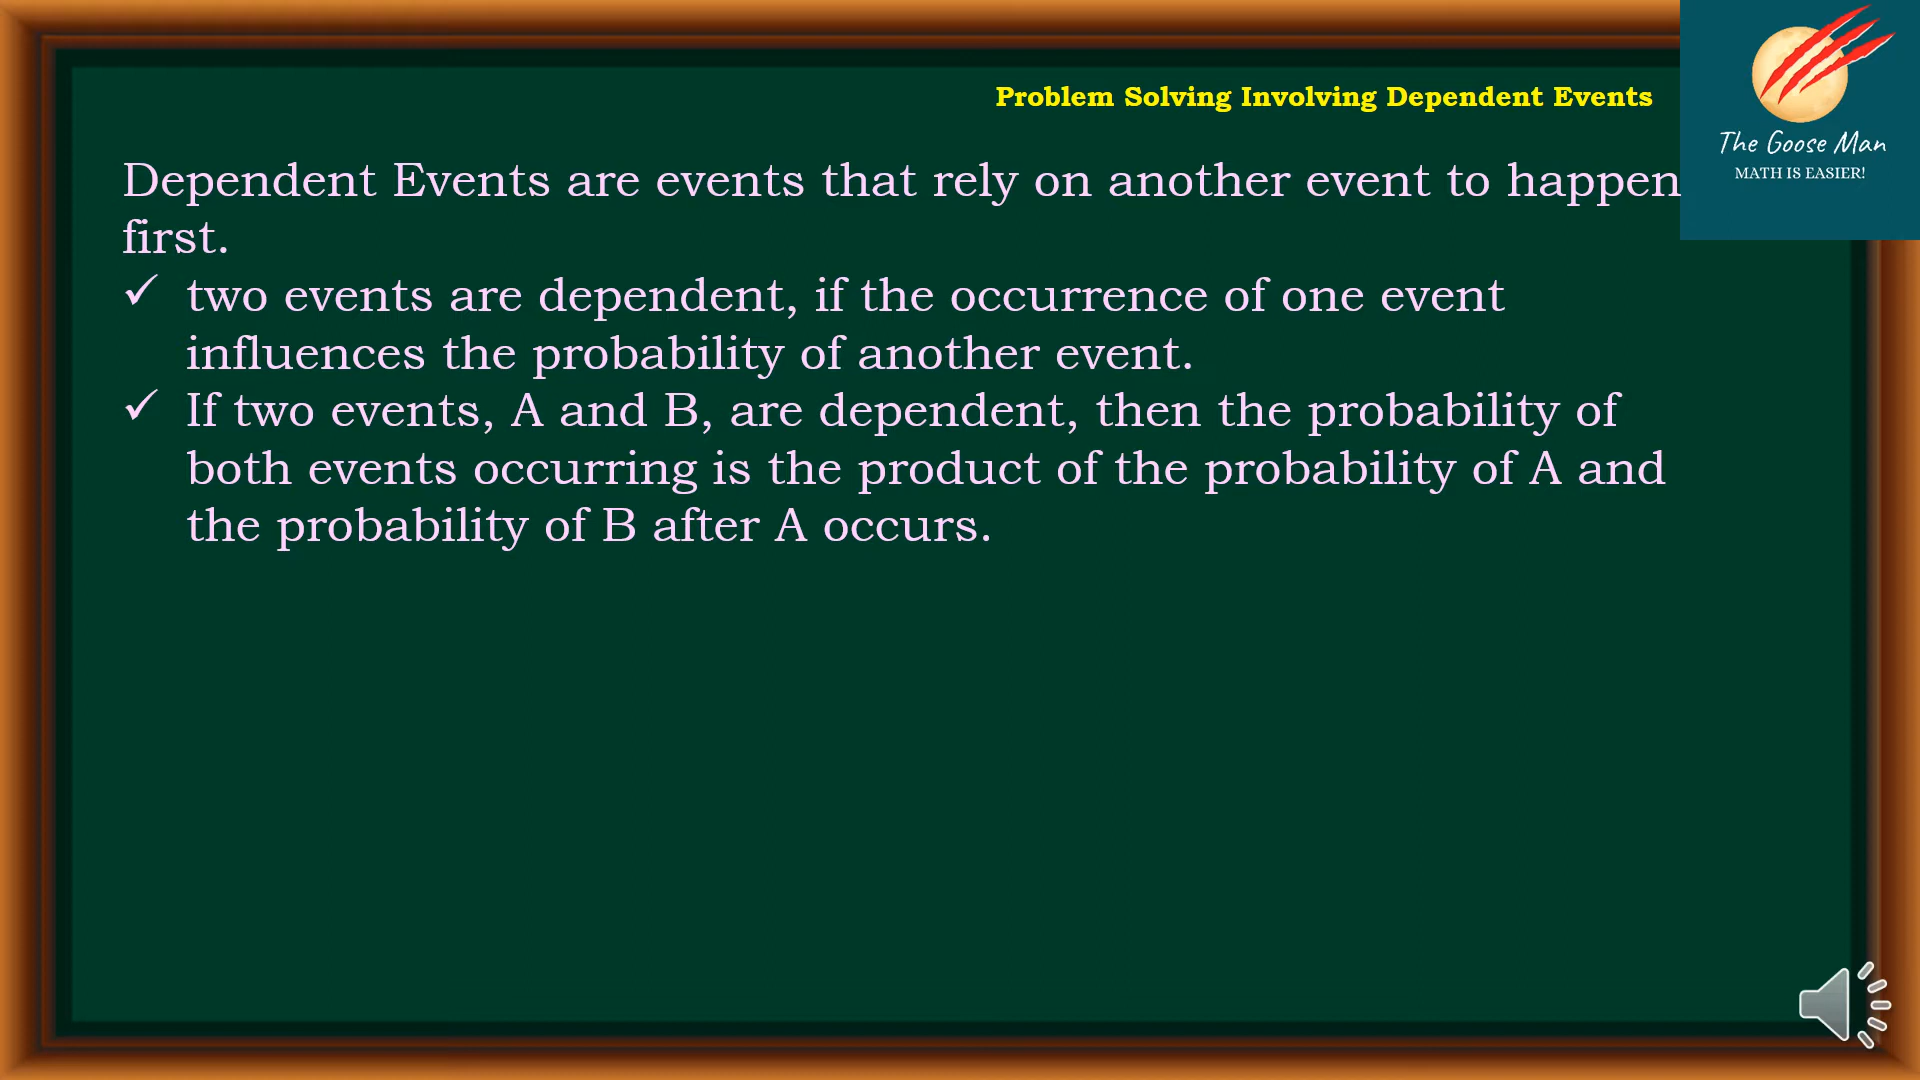 Problem Solving Involving Dependent Events
The Goose Man
MATH IS EASIER!
Dependent Events are events that rely on another event to happen
first.
✓ two events are dependent, if the occurrence of one event
influences the probability of another event.
✓ If two events, A and B, are dependent, then the probability of
both events occurring is the product of the probability of A and
the probability of B after A occurs.